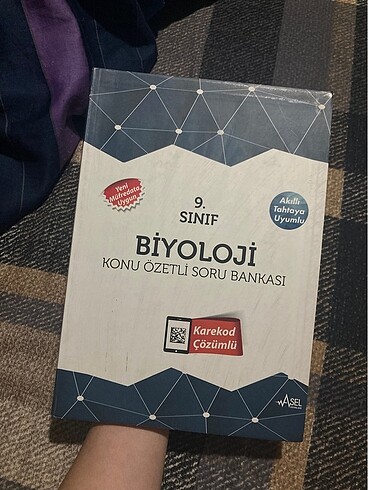 Yeni
Müfredata
Uygun
9.
SINIF
Akıllı
Tahtaya
Uyumlu
BİYOLOJİ
KONU ÖZETLİ SORU BANKASI
Karekod
Çözümlü
ASEL